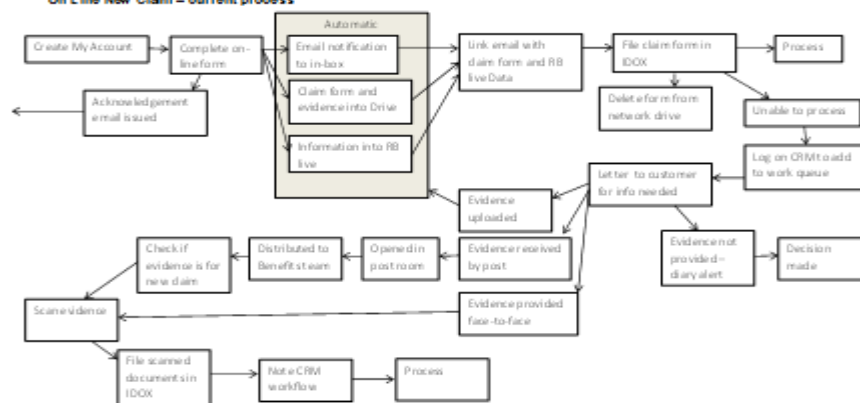 On Line New Claim – current process
Automatic
Create My Account
Complete on-
line form
Email notification
to in-box
Link email with
claim form and RB
live Data
File claim form in
IDOX
Process
Acknowledgement
email issued
Claim form and
evidence into Drive
Delete form from
network drive
Unable to process
Information into RB
live
Log on CRM to add
to work queue
Letter to customer
for info needed
Evidence
uploaded
Check if
evidence is for
new claim
Distributed to
Benefits team
Opened in
post room
Evidence received
by post
Evidence not
provided –
diary alert
Decision
made
Scan evidence
Evidence provided
face-to-face
File scanned
documents in
IDOX
Note CRM
workflow
Process